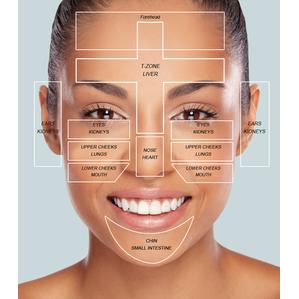 Forehead
T-ZONE
LIVER
EARS
KIDNEYS
EYES
KIDNEYS
EYES
KIDNEYS
EARS
KIDNEYS
UPPER CHEEKS
LUNGS
NOSE
HEART
UPPER CHEEKS
LUNGS
LOWER CHEEKS
MOUTH
LOWER CHEEKS
MOUTH
CHIN
SMALL INTESTINE